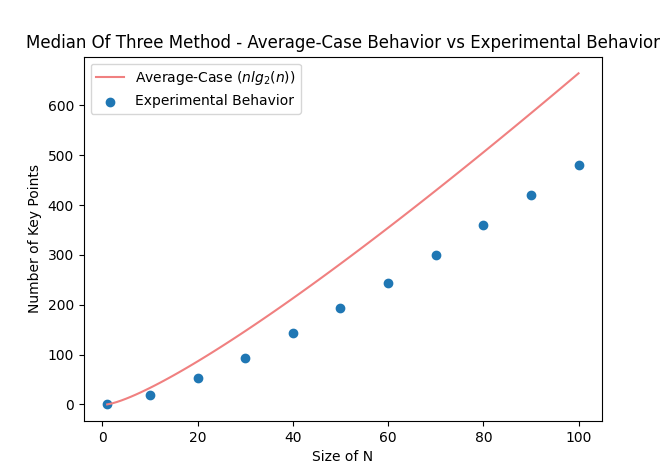 Median Of Three Method - Average-Case Behavior vs Experimental Behavior
Average-Case (nlg₂(n))
Experimental Behavior
Number of Key Points
600
500
400
300
200
100
0
0 20 40 60 80 100
Size of N